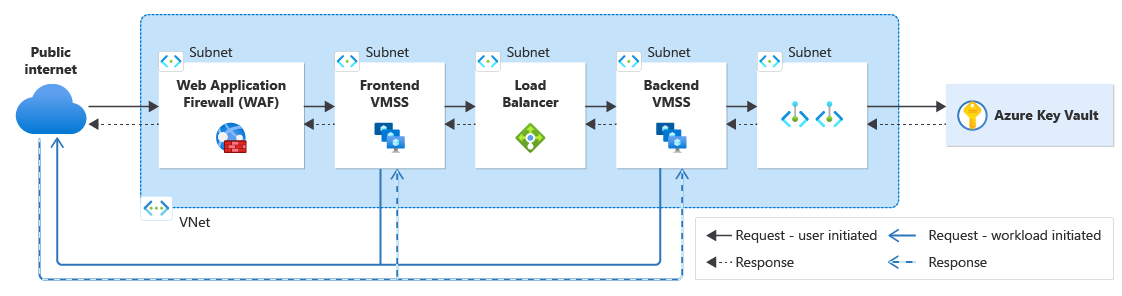 Public
internet
Subnet
Web Application
Firewall (WAF)
Subnet
Frontend
VMSS
Subnet
Load
Balancer
Subnet
Backend
VMSS
Subnet
Azure Key Vault
VNet
Request - user initiated
Request - workload initiated
Response
Response